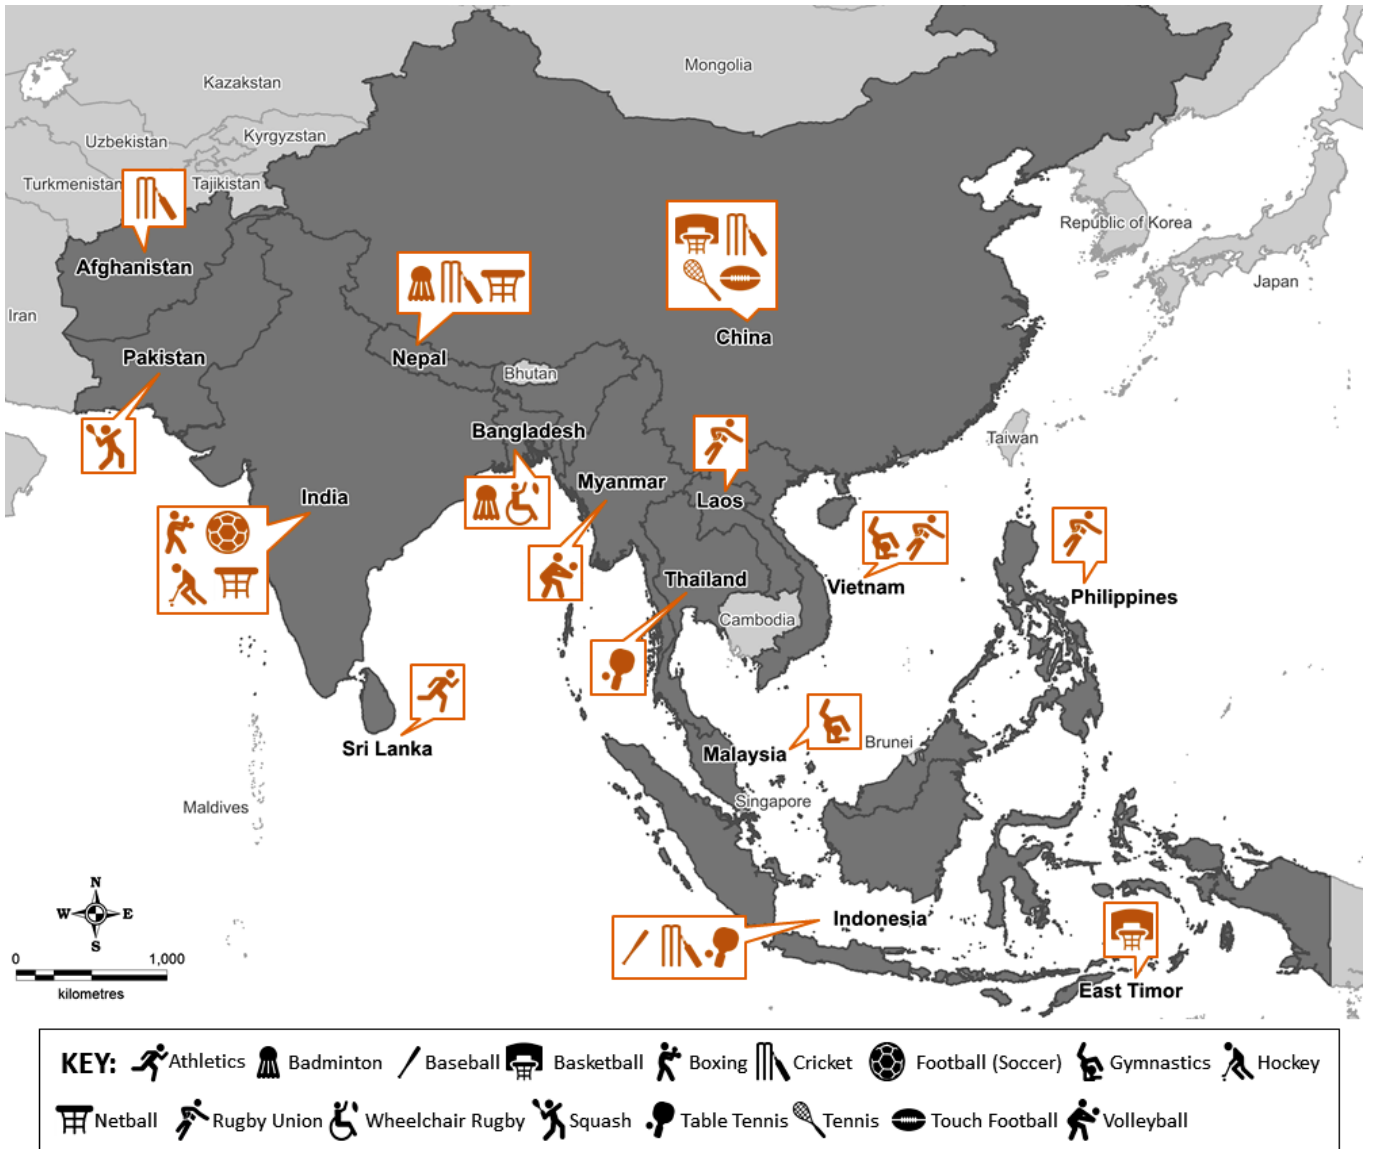 Mongolia
Kazakstan
Uzbekistan
Kyrgyzstan
Turkmenistan
Tajikistan
Republic of Korea
Afghanistan
Japan
Iran
China
Pakistan
Nepal
Bhutan
Bangladesh
Taiwan
Myanmar
India
Laos
Thailand
Vietnam
Philippines
Cambodia
Sri Lanka
Malaysia
Brunei
Singapore
Maldives
N
W E
S
Indonesia
0 1,000
kilometres
East Timor
KEY: Athletics Badminton Baseball Basketball Boxing Cricket Football (Soccer) Gymnastics Hockey
Netball Rugby Union Wheelchair Rugby Squash Table Tennis Tennis Touch Football Volleyball